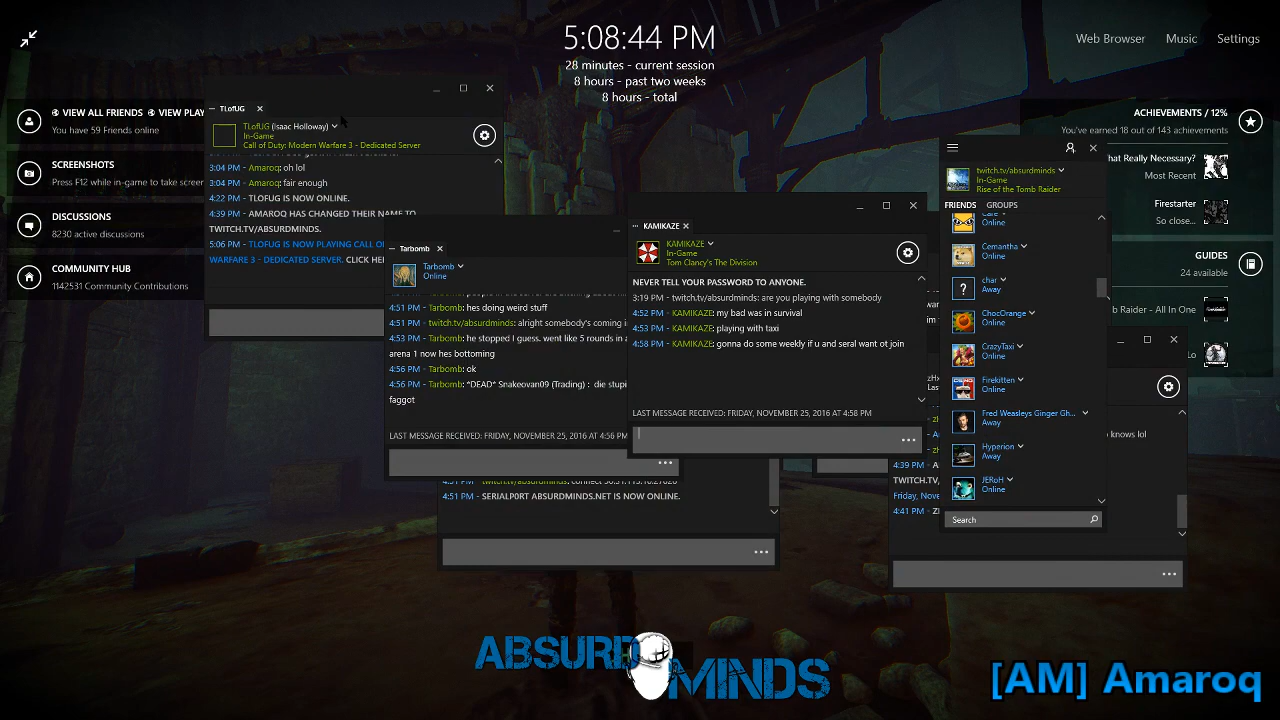 5:08:44 PM
28 minutes - current session
8 hours - past two weeks
8 hours - total
Web Browser
Music
Settings
VIEW ALL FRIENDS VIEW PLAY
You have 59 Friends online
SCREENSHOTS
Press F12 while in-game to take screen
DISCUSSIONS
8230 active discussions
COMMUNITY HUB
1142531 Community Contributions
TLofUG
TLofUG (Isaac Holloway)
In-Game
Call of Duty: Modern Warfare 3 - Dedicated Server
3:04 PM - Amaroq: oh lol
3:04 PM - Amaroq: fair enough
4:22 PM - TLOFUG IS NOW ONLINE.
4:39 PM - AMAROQ HAS CHANGED THEIR NAME TO
TWITCH.TV/ABSURDMINDS.
5:06 PM - TLOFUG IS NOW PLAYING CALL O
WARFARE 3 - DEDICATED SERVER. CLICK HE
Tarbomb
Tarbomb
Online
4:51 PM - Tarbomb: hes doing weird stuff
4:51 PM - twitch.tv/absurdminds: alright somebody's coming i
4:53 PM - Tarbomb: he stopped I guess. went like 5 rounds in a
arena 1 now hes bottoming
4:56 PM - Tarbomb: ok
4:56 PM - Tarbomb: *DEAD* Snakeovan09 (Trading) : die stupi
faggot
LAST MESSAGE RECEIVED: FRIDAY, NOVEMBER 25, 2016 AT 4:56 PM
4:51 PM - SERIALP0RT ABSURDMINDS.NET IS NOW ONLINE.
KAMIKAZE
KAMIKAZE
In-Game
Tom Clancy's The Division
NEVER TELL YOUR PASSWORD TO ANYONE.
3:19 PM - twitch.tv/absurdminds: are you playing with somebody
4:52 PM - KAMIKAZE: my bad was in survival
4:53 PM - KAMIKAZE: playing with taxi
4:58 PM - KAMIKAZE: gonna do some weekly if u and seral want ot join
LAST MESSAGE RECEIVED: FRIDAY, NOVEMBER 25, 2016 AT 4:58 PM
twitch.tv/absurdminds
In-Game
Rise of the Tomb Raider
FRIENDS GROUPS
Online
Cemantha
Online
char
Away
ChocOrange
Online
CrazyTaxi
Online
Firekitten
Online
Fred Weasleys Ginger Gh...
Away
Hyperion
Away
JERoH
Online
Search
knows lol
4:39 PM - A
TWITCH.TV,
Friday, Nove
4:41 PM - Z
ACHIEVEMENTS / 12%
You've earned 18 out of 143 achievements
hat Really Necessary?
Most Recent
Firestarter
So close...
GUIDES
24 available
b Raider - All In One
ABSURD MINDS
[AM] Amaroq